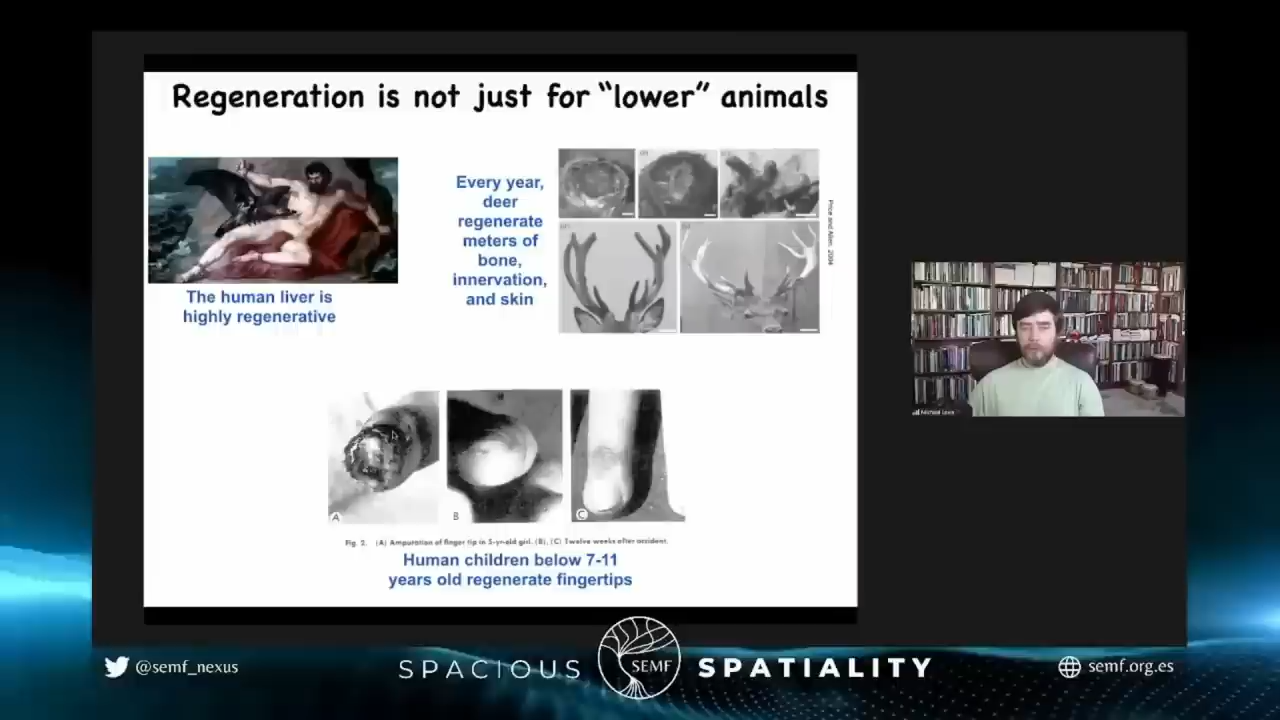 Regeneration is not just for “lower” animals
The human liver is
highly regenerative
Every year,
deer
regenerate
meters of
bone,
innervation,
and skin
Price and Allen, 2004
A
B
C
Fig. 2. (A) Amputation of finger tip in 5-yr-old girl. (B), (C) Twelve weeks after accident.
Human children below 7-11
years old regenerate fingertips
@semf_nexus
SPACIOUS
SEMF
SPATIALITY
semf.org.es